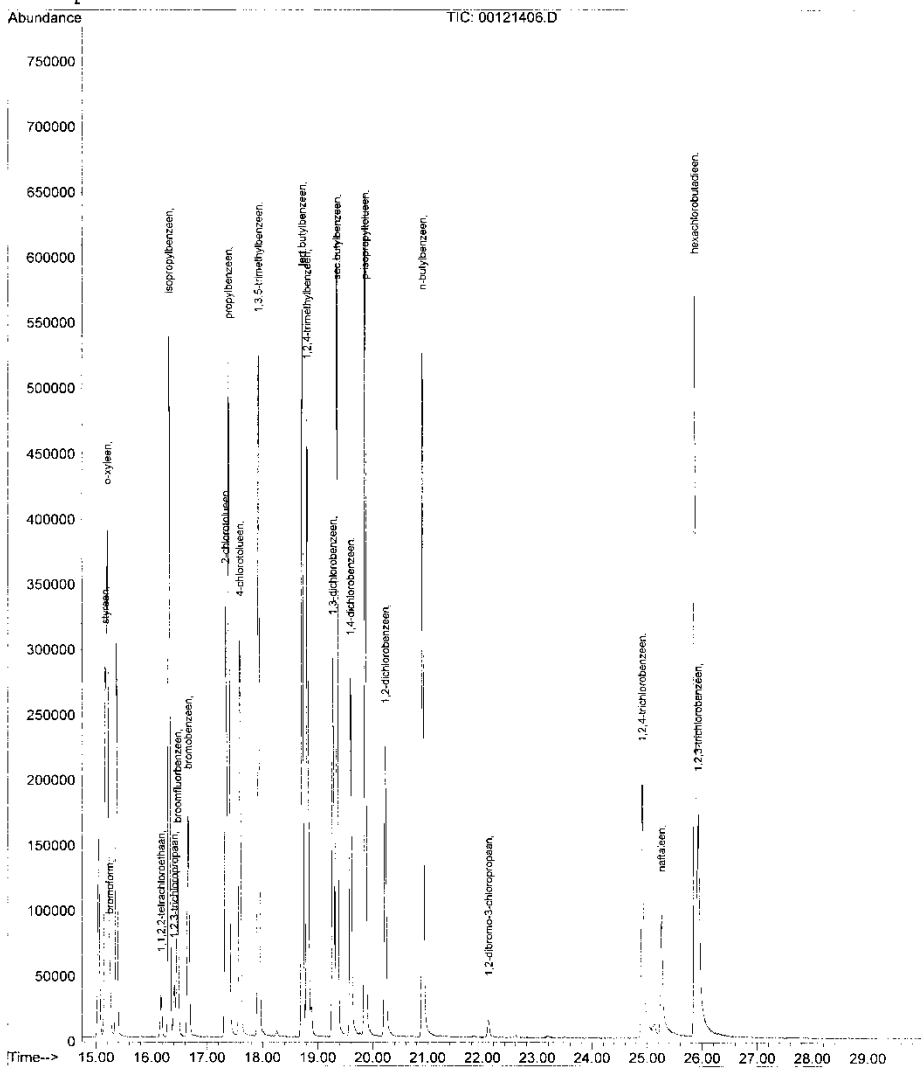 Abundance
TIC: 00121406.D
750000
700000
650000
600000
550000
500000
450000
400000
350000
300000
250000
200000
150000
100000
50000
0
o-xyleen,
styreen,
bromoform,
isopropylbenzeen,
1,1,2,2-tetrachloroethaan,
1,2,3-trichloropropaan,
broomfluorbenzeen,
bromobenzeen,
propylbenzeen,
2-chlorotolueen,
4-chlorotolueen,
1,3,5-trimethylbenzeen,
tert.butylbenzeen,
1,2,4-trimethylbenzeen,
sec.butylbenzeen,
1,3-dichlorobenzeen,
1,4-dichlorobenzeen,
p-isopropyltolueen,
1,2-dichlorobenzeen,
n-butylbenzeen,
1,2-dibromo-3-chloropropaan,
1,2,4-trichlorobenzeen,
naftaleen,
hexachlorobutadieen,
1,2,3-trichlorobenzeen,
Time--> 15.00 16.00 17.00 18.00 19.00 20.00 21.00 22.00 23.00 24.00 25.00 26.00 27.00 28.00 29.00